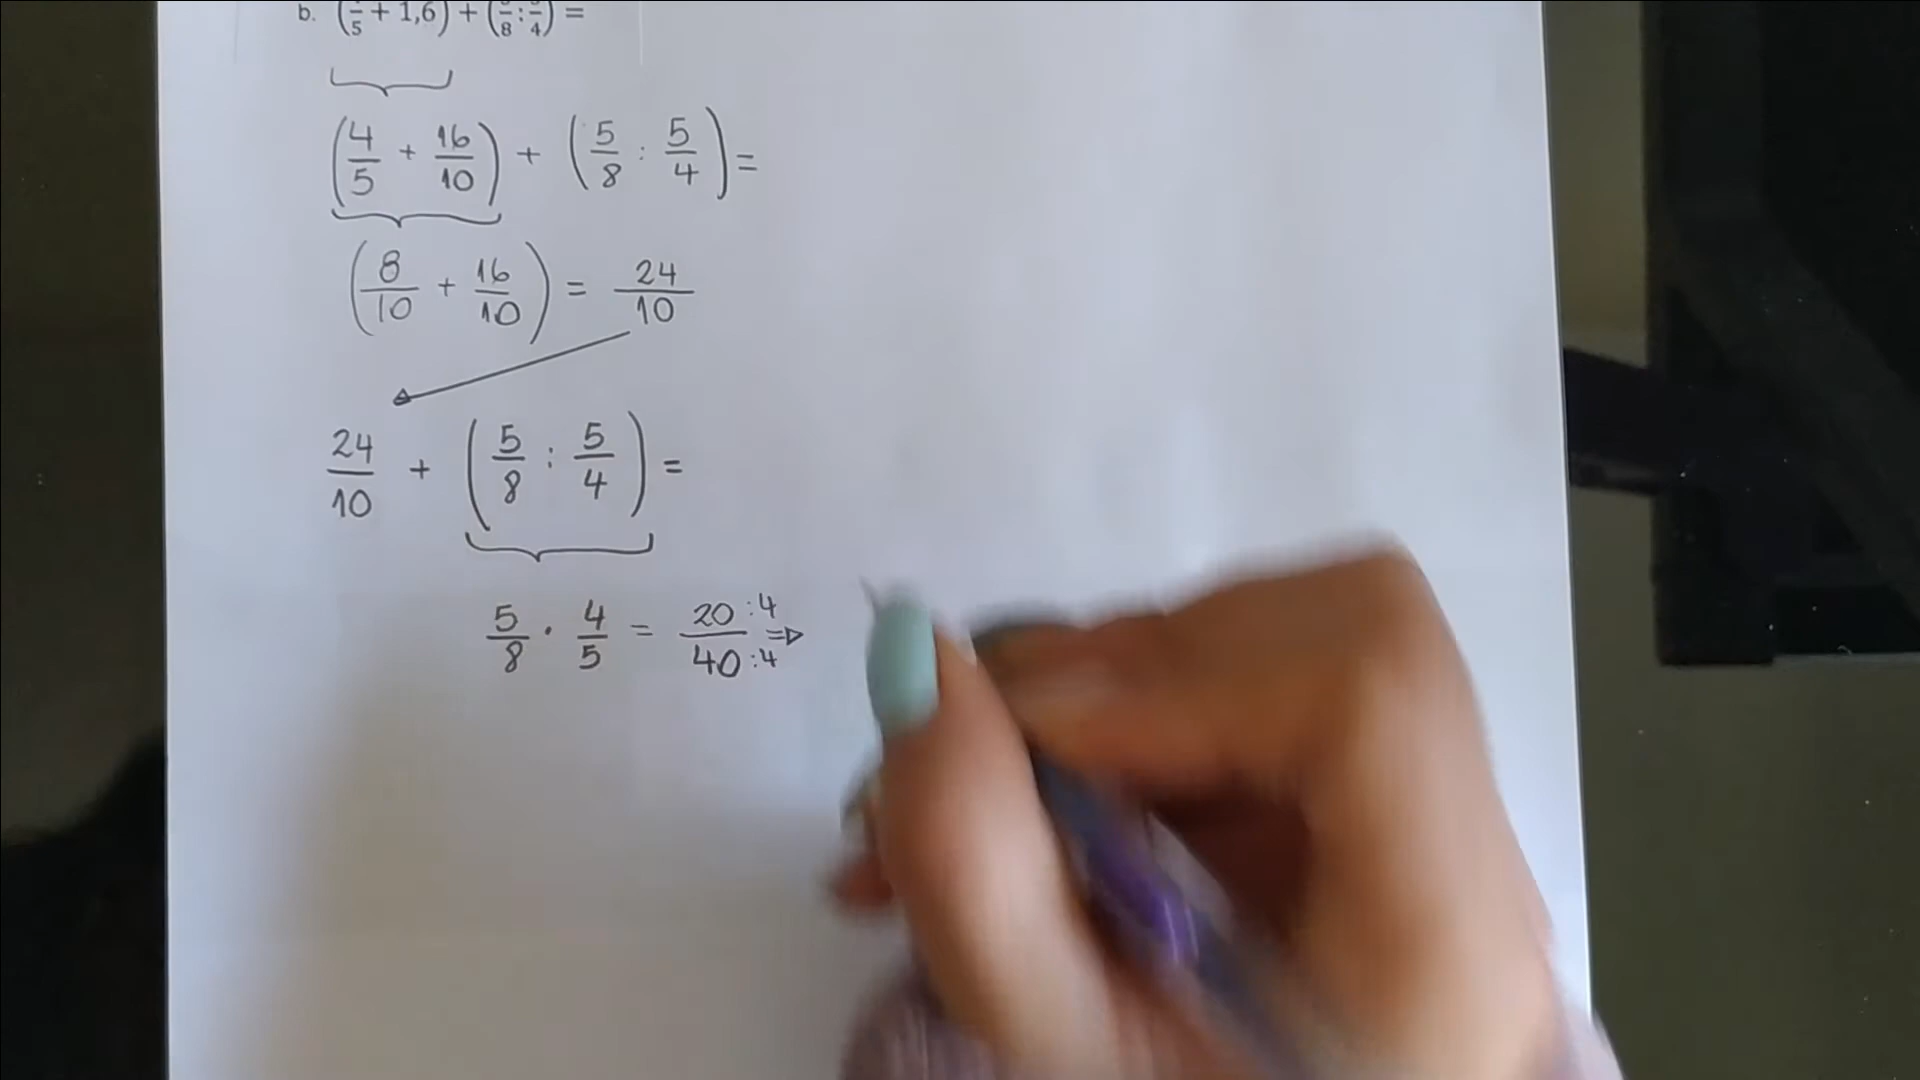 b. (4/5 + 1,6) + (5/8 : 5/4) =
(4/5 + 16/10) + (5/8 : 5/4) =
(8/10 + 16/10) = 24/10
24/10 + (5/8 : 5/4) =
5/8 · 4/5 = 20:4/40:4 ⇒